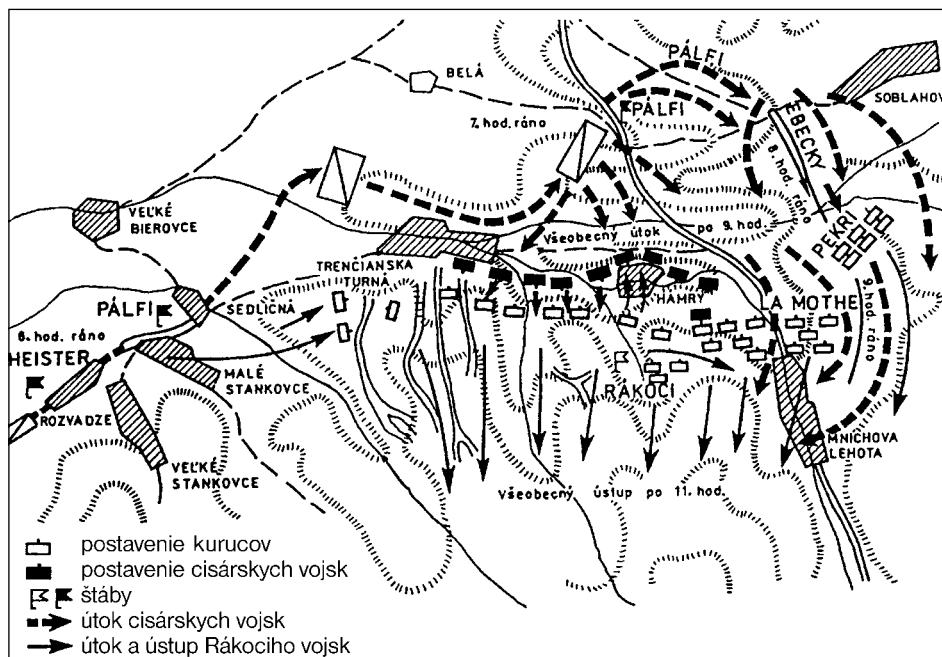 PÁLFI
BELÁ
SOBLAHOV
7. hod. ráno
PÁLFI
EBECKY
8. hod. ráno
VEĽKÉ
BIEROVCE
Všeobecný útok po 9. hod.
PEKRI
TRENČIANSKA
TURNÁ
PÁLFI
SEDLIČNÁ
HÁMRY
LA MOTHE
9. hod. ráno
6. hod. ráno
HEISTER
MALÉ
STANKOVCE
RÁKOCI
ROZVADZE
MNÍCHOVA
LEHOTA
VEĽKÉ
STANKOVCE
Všeobecný ústup po 11. hod.
postavenie kurucov
postavenie cisárskych vojsk
štáby
útok cisárskych vojsk
útok a ústup Rákociho vojsk